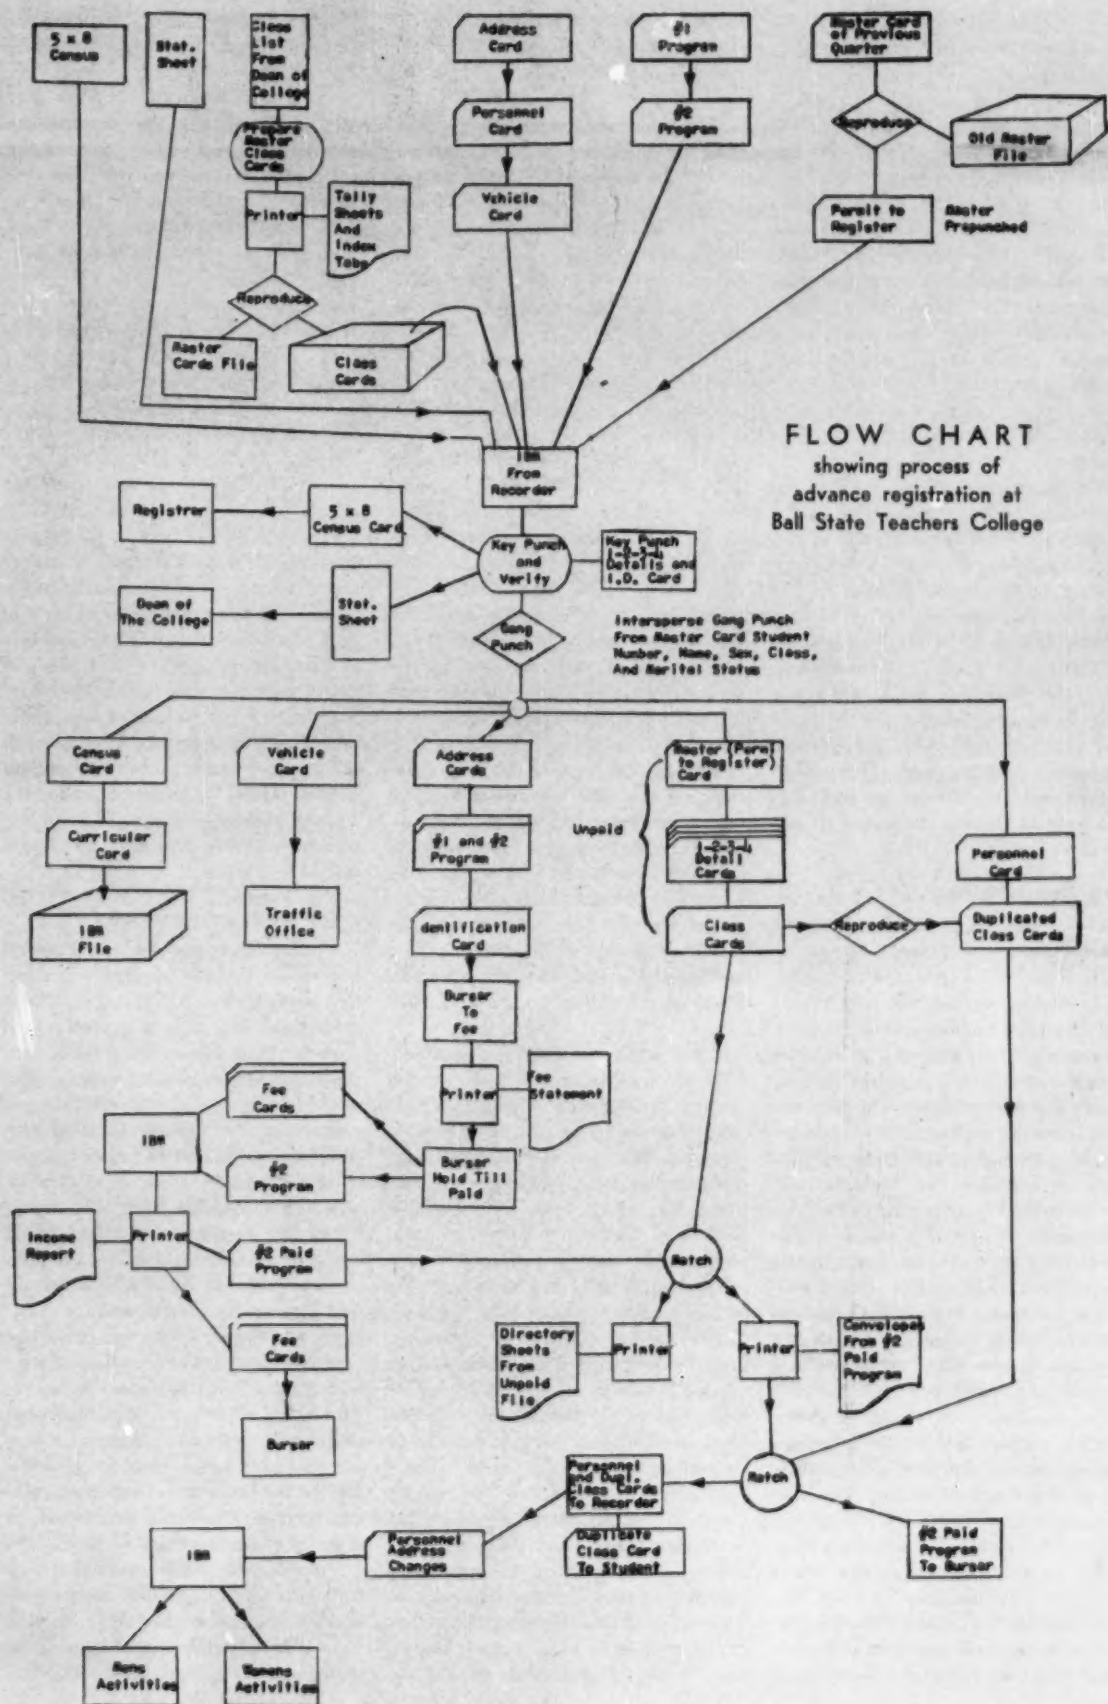 5 x 8
Census
Stat.
Sheet
Class
List
From
Dean of
College
Prepare
Master
Class
Cards
Printer
Tally
Sheets
And
Index
Tabs
Reproduce
Master
Cards File
Class
Cards
Address
Card
Personnel
Card
Vehicle
Card
#1
Program
#2
Program
Master Card
of Previous
Quarter
Reproduce
Old Master
File
Permit to
Register
Master
Prepunched
FLOW CHART
showing process of
advance registration at
Ball State Teachers College
IBM
From
Recorder
Registrar
5 x 8
Census Card
Key Punch
and
Verify
Key Punch
1-2-3-4
Details and
I.D. Card
Dean of
The College
Stat.
Sheet
Gang
Punch
Intersperse Gang Punch
From Master Card Student
Number, Name, Sex, Class,
And Marital Status
Census
Card
Curricular
Card
IBM
File
Vehicle
Card
Traffic
Office
Address
Cards
#1 and #2
Program
dentification
Card
Bursar
To
Fee
Printer
Fee
Statement
Bursar
Hold Till
Paid
Unpaid
Master (Permi
to Register)
Card
1-2-3-4
Detail
Cards
Class
Cards
Reproduce
Personnel
Card
Duplicated
Class Cards
Fee
Cards
IBM
#2
Program
Income
Report
Printer
#2 Paid
Program
Fee
Cards
Bursar
Match
Directory
Sheets
From
Unpaid
File
Printer
Printer
Convelopes
From #2
Paid
Program
Match
Personnel
and Dupl.
Class Cards
To Recorder
Duplicate
Class Card
To Student
#2 Paid
Program
To Bursar
Personnel
Address
Changes
IBM
Mens
Activities
Womens
Activities